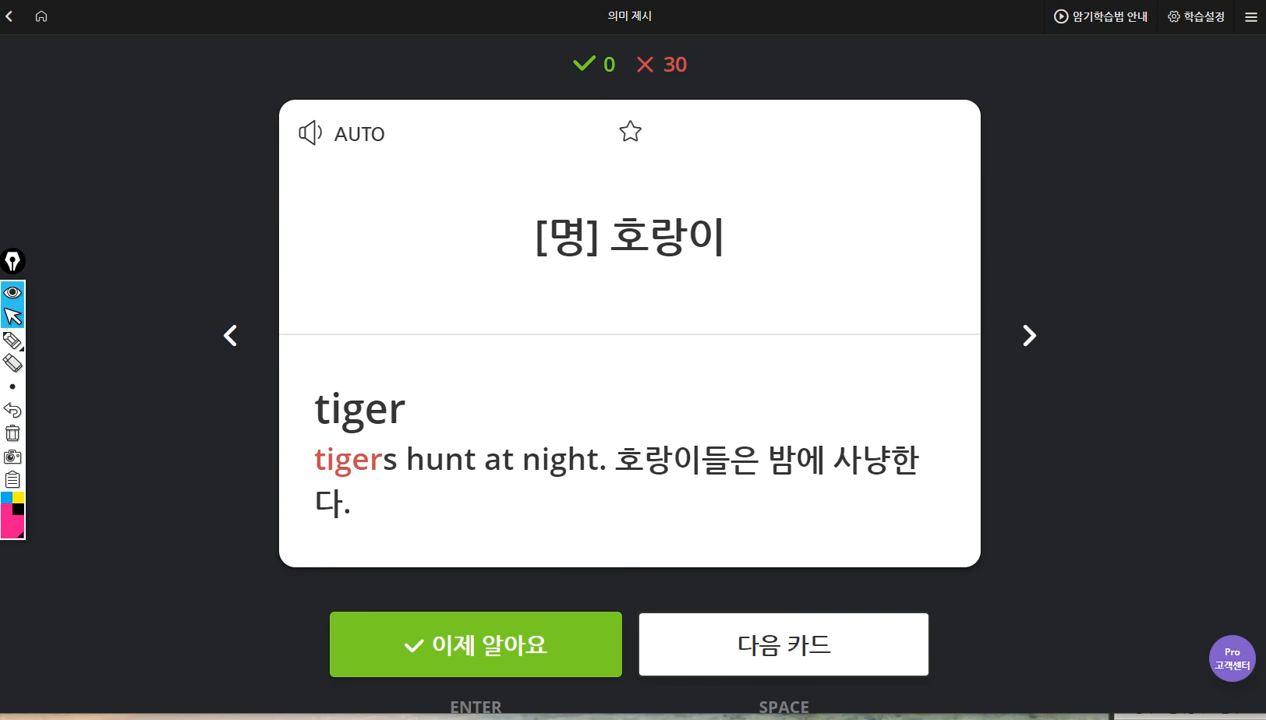 의미 제시
암기학습법 안내
학습설정
0
30
AUTO
[명] 호랑이
tiger
tigers hunt at night. 호랑이들은 밤에 사냥한
다.
이제 알아요
다음 카드
ENTER
SPACE
Pro
고객센터